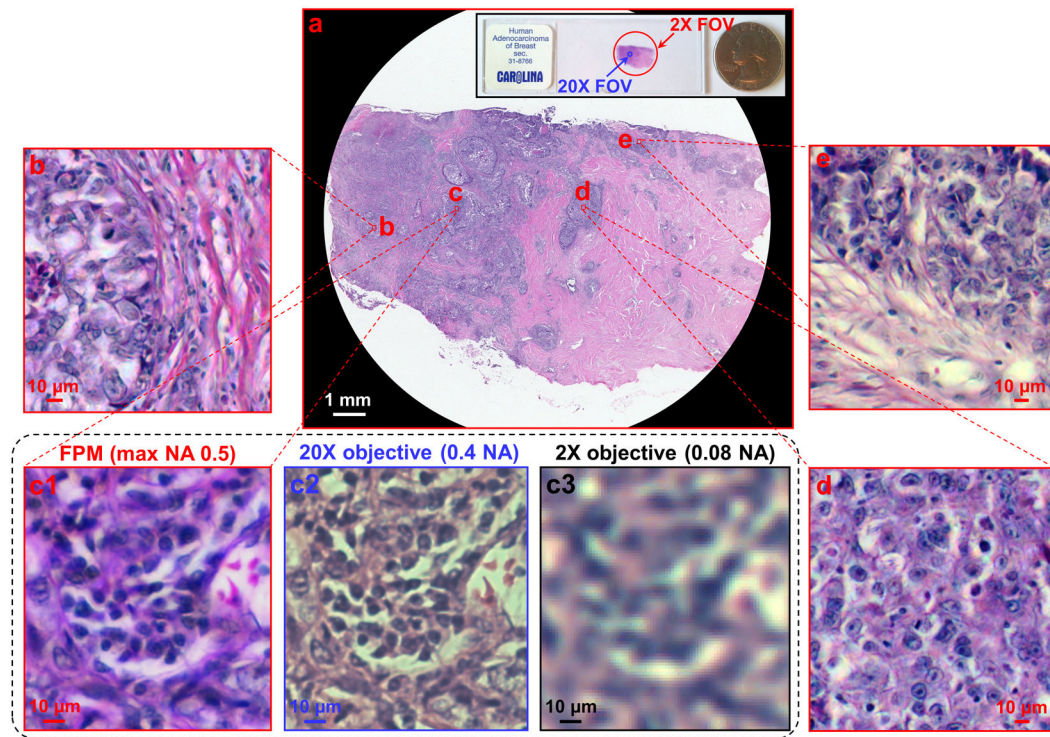 a
Human
Adenocarcinoma
of Breast
sec.
31-8766
CAROLINA
2X FOV
20X FOV
e
c
d
b
1 mm
b
10 µm
e
10 µm
FPM (max NA 0.5)
c1
10 µm
20X objective (0.4 NA)
c2
10 µm
2X objective (0.08 NA)
c3
10 µm
d
10 µm